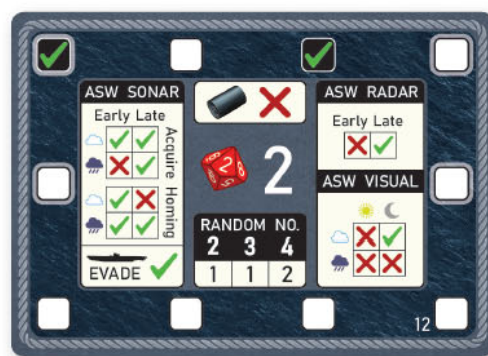 ASW SONAR
Early Late
Acquire
Homing
EVADE
2
2
RANDOM NO.
2 3 4
1 1 2
ASW RADAR
Early Late
ASW VISUAL
12